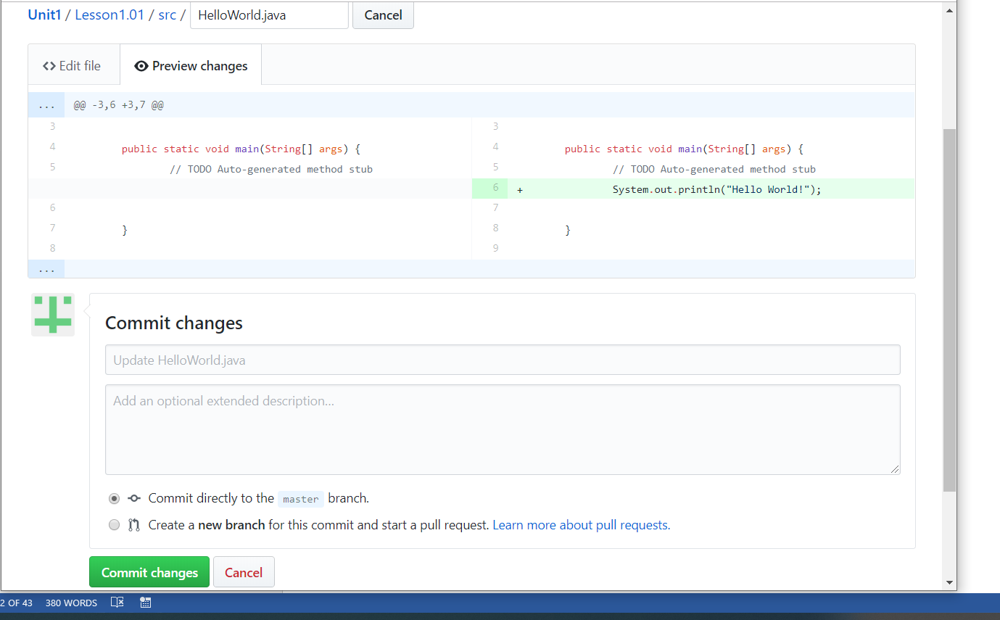 Unit1 / Lesson1.01 / src / HelloWorld.java Cancel
<> Edit file Preview changes
... @@ -3,6 +3,7 @@
3 3
4 public static void main(String[] args) { 4 public static void main(String[] args) {
5 // TODO Auto-generated method stub 5 // TODO Auto-generated method stub
6 + System.out.println("Hello World!");
6 7
7 } 8 }
8 9
...
Commit changes
Update HelloWorld.java
Add an optional extended description...
Commit directly to the master branch.
Create a new branch for this commit and start a pull request. Learn more about pull requests.
Commit changes Cancel
2 OF 43 380 WORDS